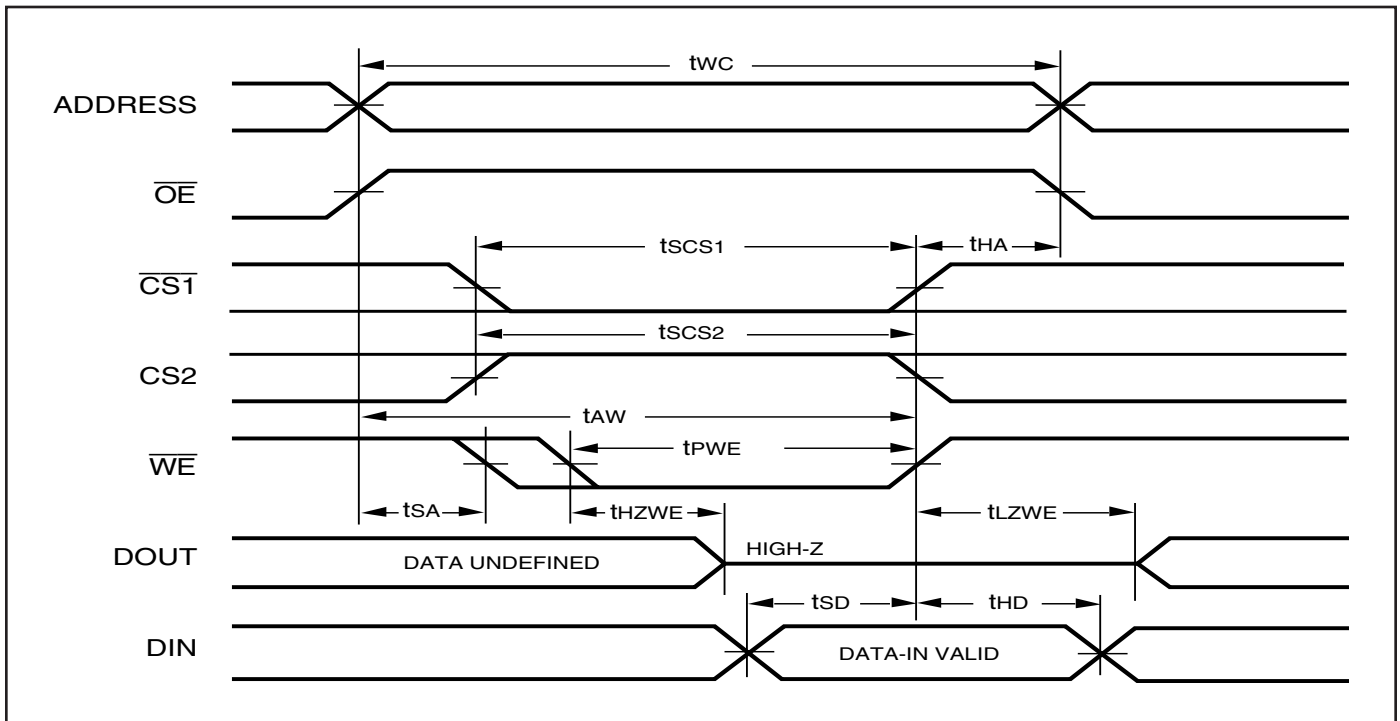 tWC
ADDRESS
OE
tSCS1
tHA
CS1
tSCS2
CS2
tAW
tPWE
WE
tSA
tHZWE
tLZWE
DOUT
DATA UNDEFINED
HIGH-Z
tSD
tHD
DIN
DATA-IN VALID